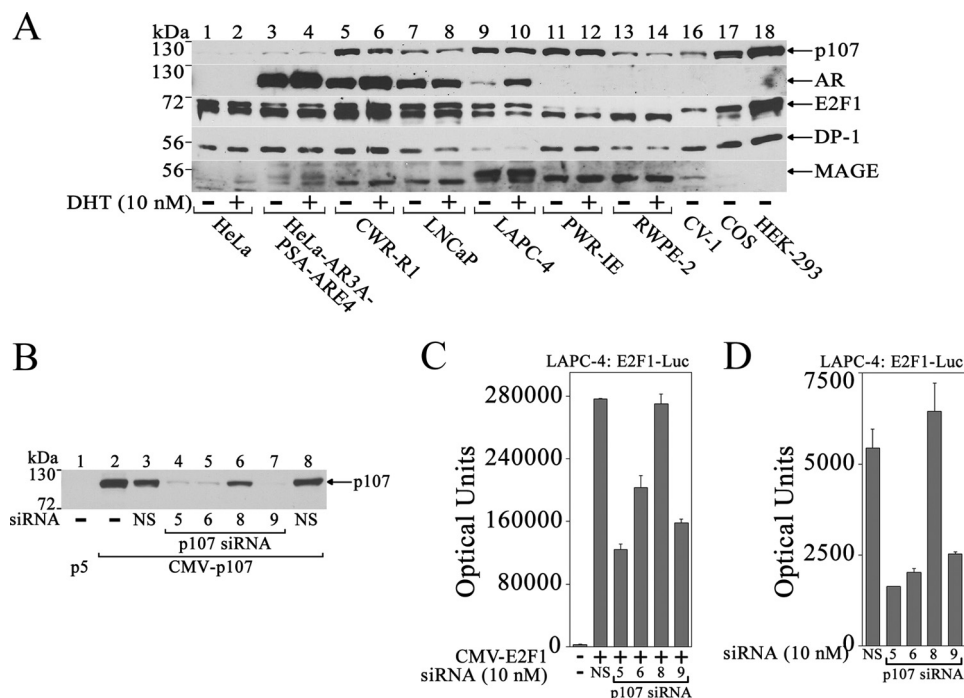 A
kDa 1 2 3 4 5 6 7 8 9 10 11 12 13 14 16 17 18
130 p107
130 AR
72 E2F1
56 DP-1
56 MAGE
DHT (10 nM) - + - + - + - + - + - + - + - - -
HeLa
HeLa-AR3A-
PSA-ARE4
CWR-R1
LNCaP
LAPC-4
PWR-IE
RWPE-2
CV-1
COS
HEK-293
B
kDa 1 2 3 4 5 6 7 8
130 p107
72
siRNA - - NS 5 6 8 9 NS
p107 siRNA
p5 CMV-p107
C
LAPC-4: E2F1-Luc
Optical Units
280000
240000
160000
80000
0
CMV-E2F1 - + + + + +
siRNA (10 nM) NS 5 6 8 9
p107 siRNA
D
LAPC-4: E2F1-Luc
Optical Units
7500
5000
2500
0
siRNA (10 nM) NS 5 6 8 9
p107 siRNA